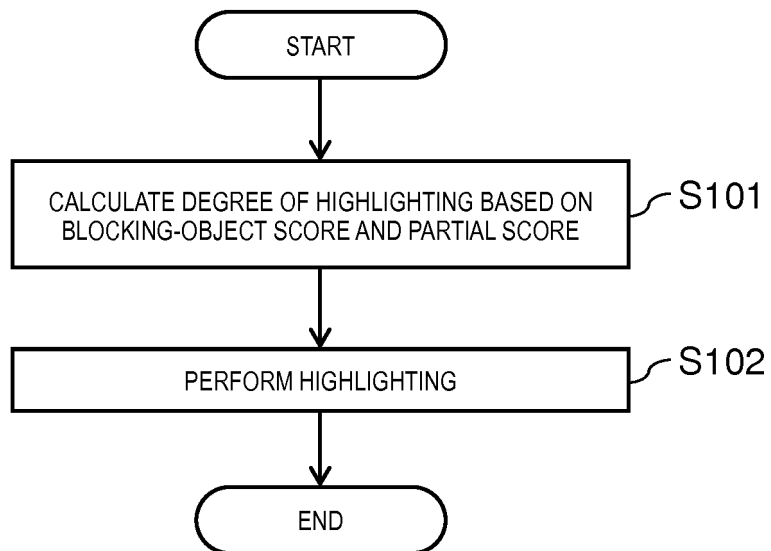 START
CALCULATE DEGREE OF HIGHLIGHTING BASED ON
BLOCKING-OBJECT SCORE AND PARTIAL SCORE
S101
PERFORM HIGHLIGHTING
S102
END